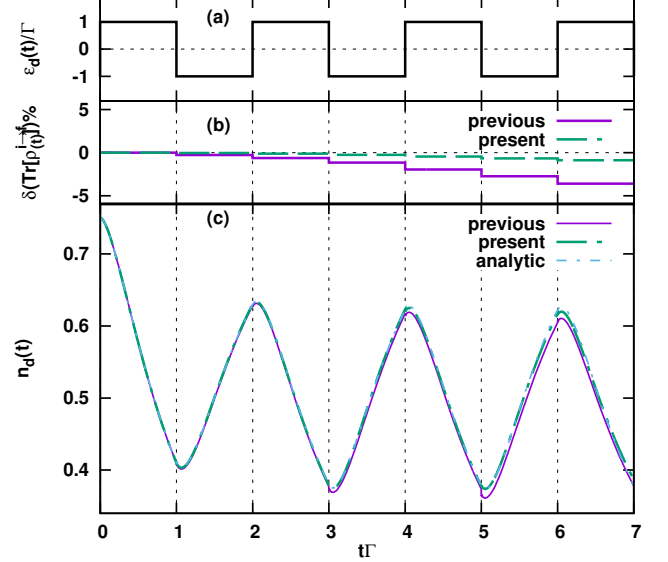 (a)
ε_d(t)/Γ
1
0
-1
(b)
δ(Tr[ρ^{i→f}(t)])%
5
0
-5
previous
present
(c)
n_d(t)
0.7
0.6
0.5
0.4
previous
present
analytic
0 1 2 3 4 5 6 7
tΓ